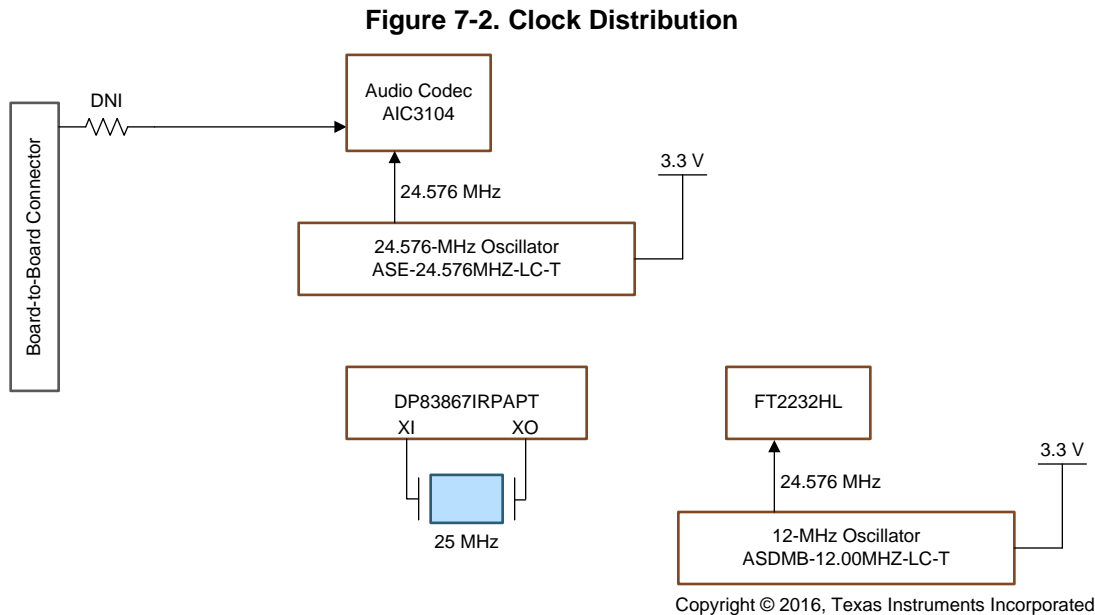 Figure 7-2. Clock Distribution
Board-to-Board Connector
DNI
Audio Codec
AIC3104
24.576 MHz
3.3 V
24.576-MHz Oscillator
ASE-24.576MHZ-LC-T
DP83867IRPAPT
XI
XO
25 MHz
FT2232HL
24.576 MHz
3.3 V
12-MHz Oscillator
ASDMB-12.00MHZ-LC-T
Copyright © 2016, Texas Instruments Incorporated